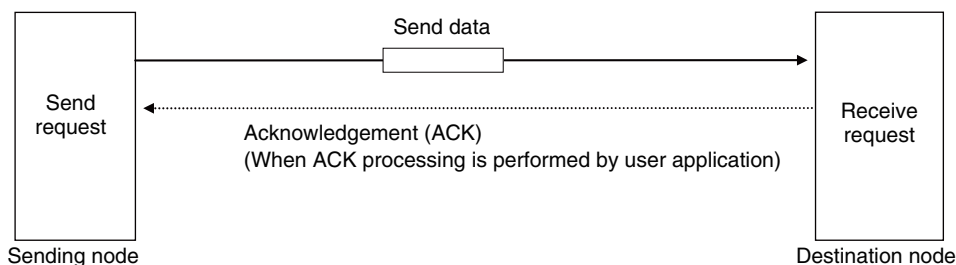 Send data
Send
request
Receive
request
Acknowledgement (ACK)
(When ACK processing is performed by user application)
Sending node
Destination node